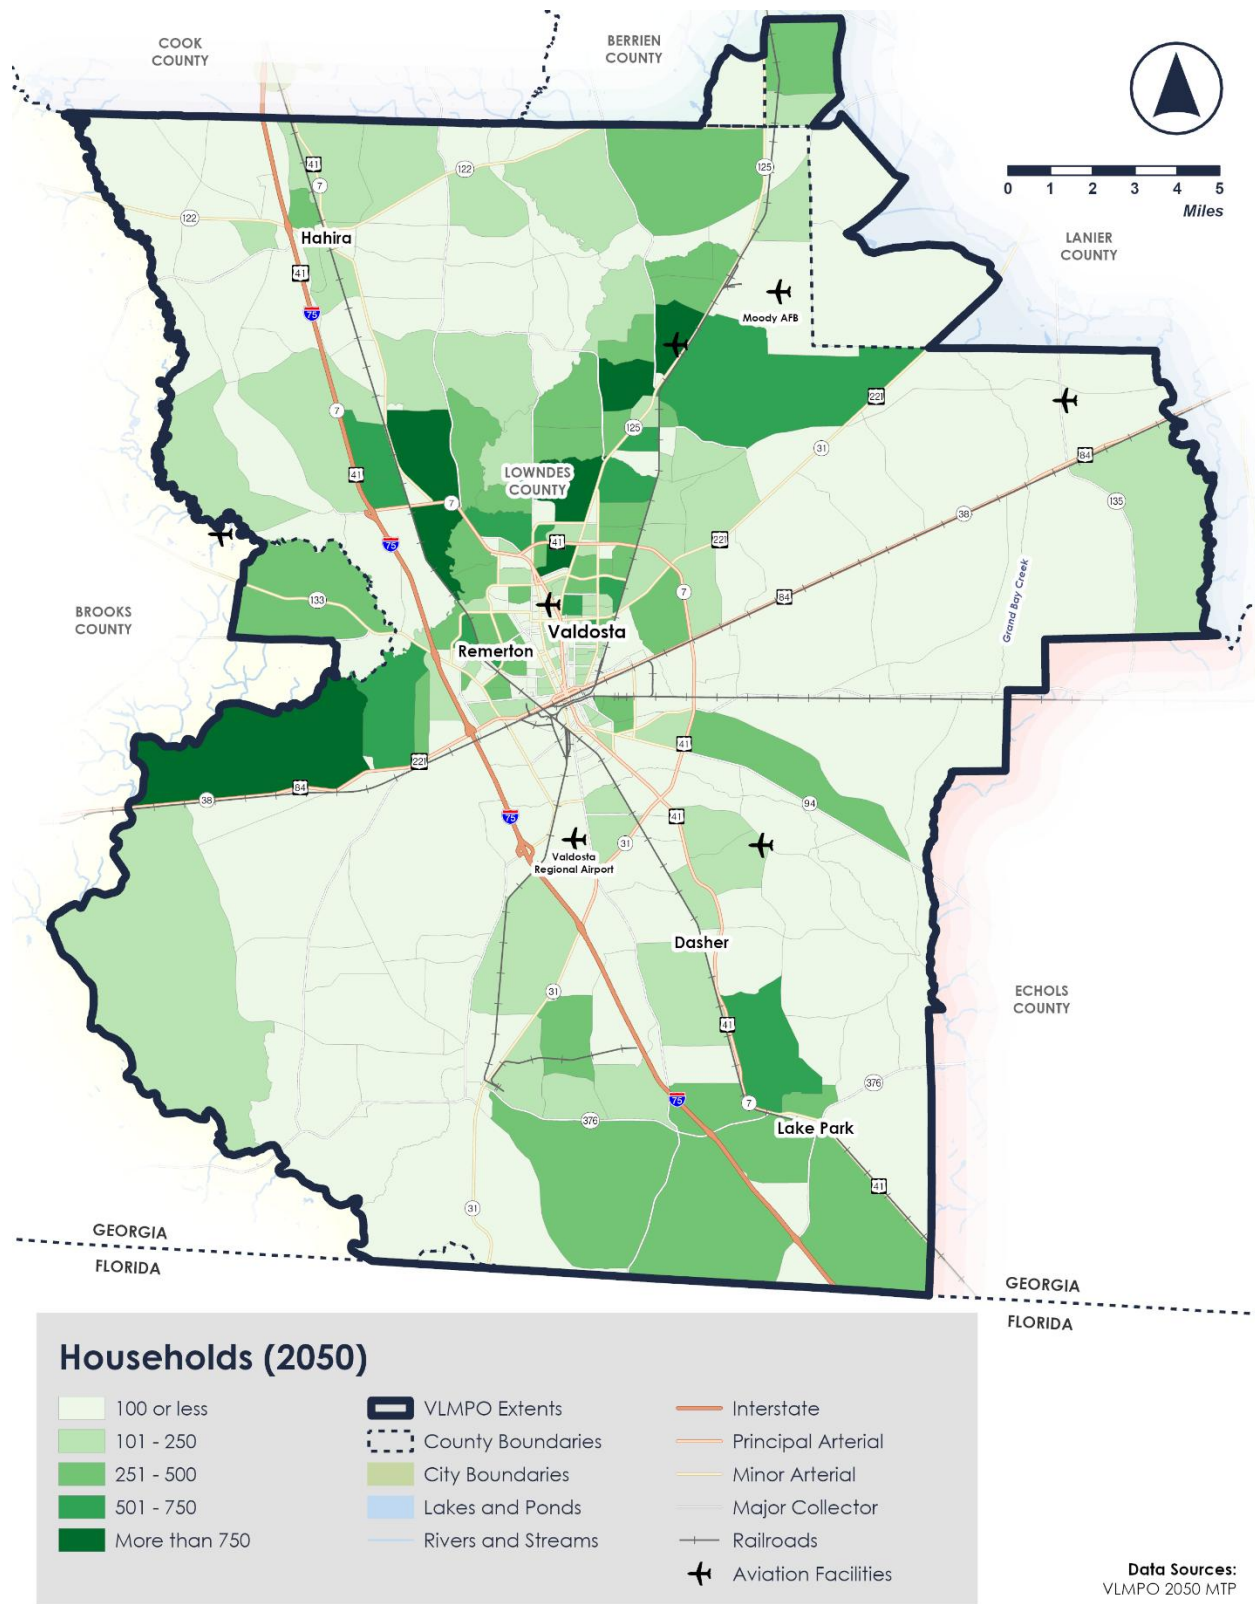 COOK
COUNTY
BERRIEN
COUNTY
0 1 2 3 4 5
Miles
41
7
122
125
122
Hahira
LANIER
COUNTY
41
75
Moody AFB
7
221
125
31
84
41
LOWNDES
COUNTY
7
135
38
41
221
75
Grand Bay Creek
133
7
84
BROOKS
COUNTY
Valdosta
Remerton
41
221
84
38
94
75
41
31
Valdosta
Regional Airport
Dasher
31
ECHOLS
COUNTY
41
376
75
7
376
Lake Park
41
31
GEORGIA
FLORIDA
GEORGIA
FLORIDA
Households (2050)
100 or less
101 - 250
251 - 500
501 - 750
More than 750
VLMPO Extents
County Boundaries
City Boundaries
Lakes and Ponds
Rivers and Streams
Interstate
Principal Arterial
Minor Arterial
Major Collector
Railroads
Aviation Facilities
Data Sources:
VLMPO 2050 MTP